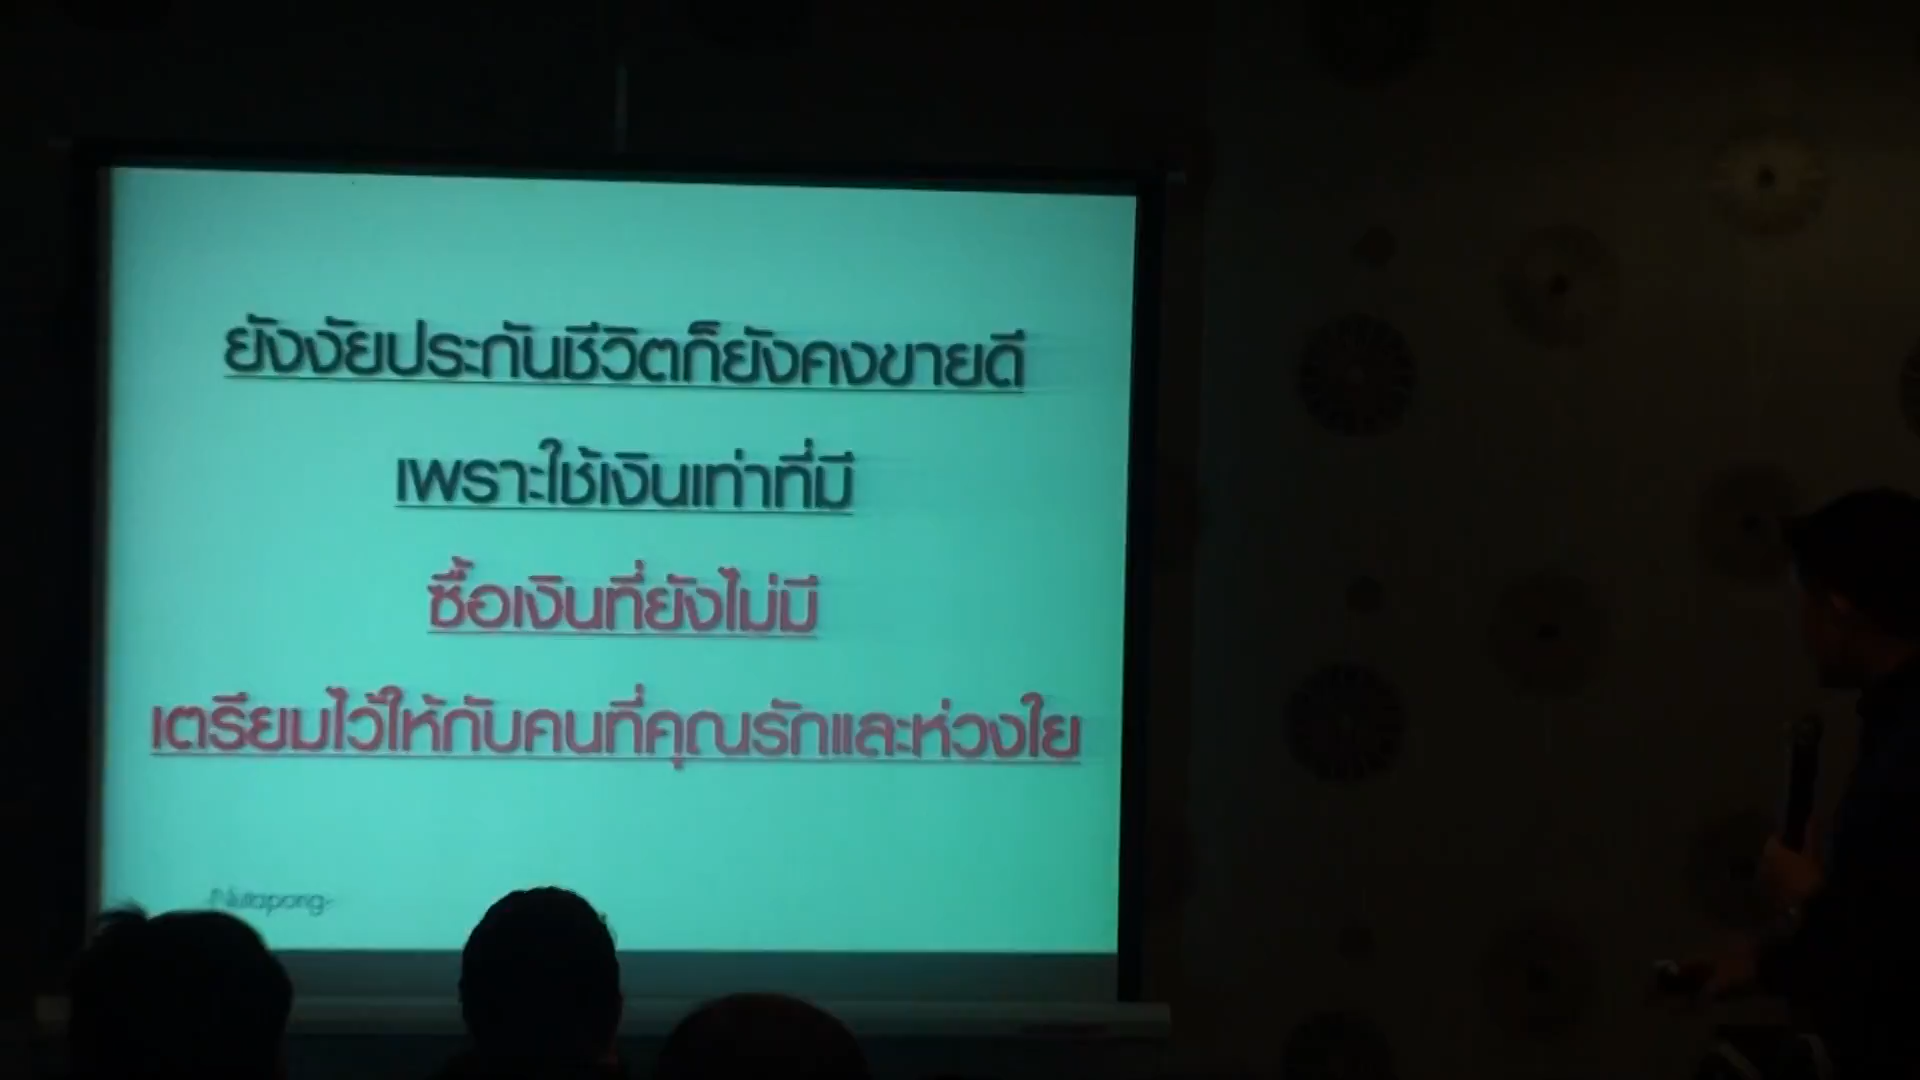 ยังงัยประกันชีวิตก็ยังคงขายดี
เพราะใช้เงินเท่าที่มี
ซื้อเงินที่ยังไม่มี
เตรียมไว้ให้กับคนที่คุณรักและห่วงใย
-Nuttapong-